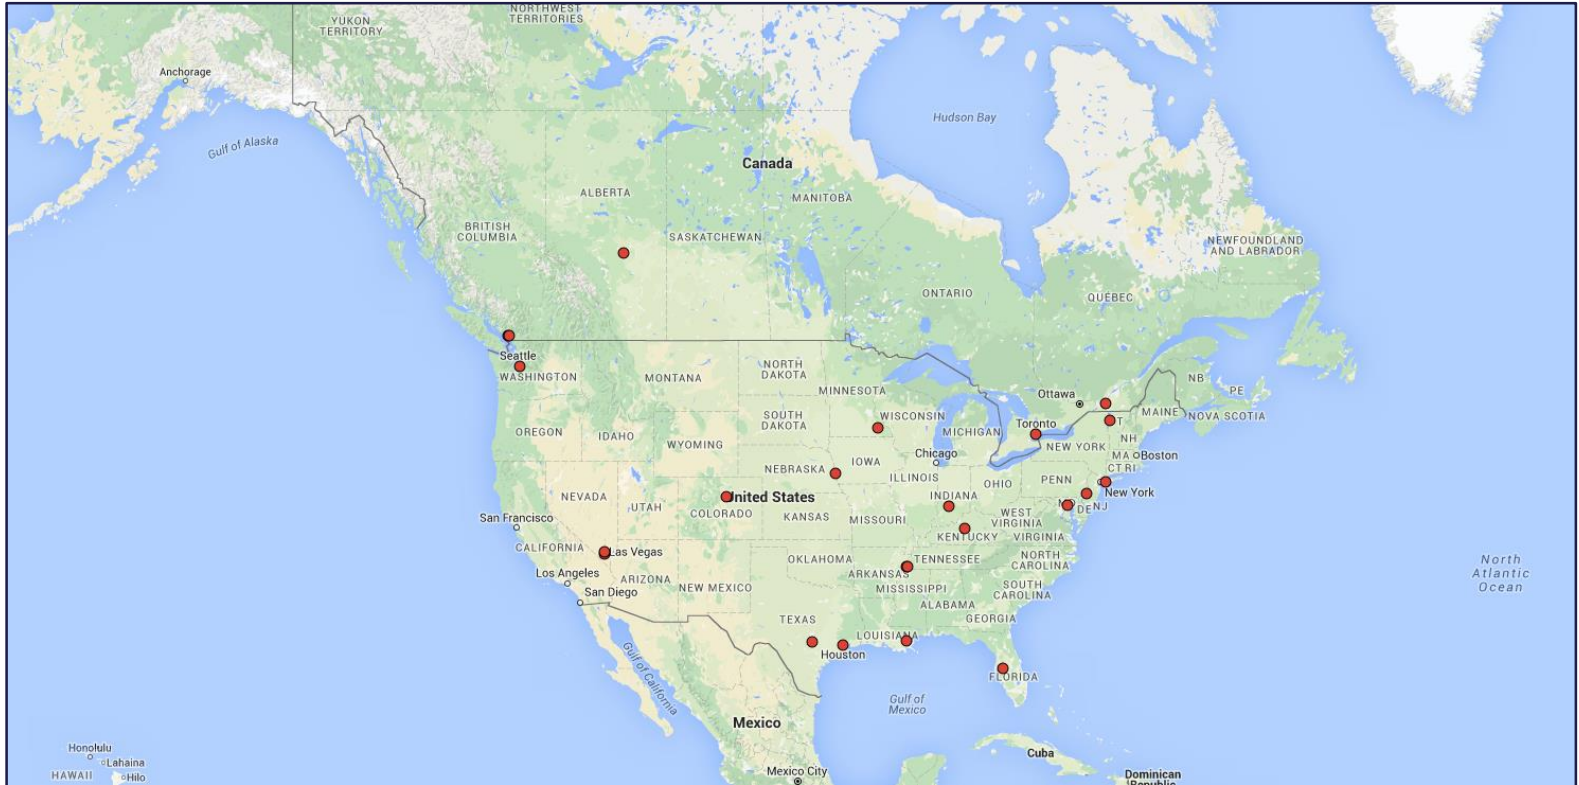 NORTHWEST
TERRITORIES
YUKON
TERRITORY
Anchorage
Hudson Bay
Gulf of Alaska
Canada
ALBERTA
MANITOBA
BRITISH
COLUMBIA
SASKATCHEWAN
NEWFOUNDLAND
AND LABRADOR
ONTARIO
QUÉBEC
Seattle
WASHINGTON
MONTANA
NORTH
DAKOTA
MINNESOTA
NB
PE
Ottawa
MAINE
NOVA SCOTIA
OREGON
IDAHO
SOUTH
DAKOTA
WISCONSIN
MICHIGAN
Toronto
WYOMING
NEW YORK
NH
MA
Boston
CT RI
NEBRASKA
IOWA
Chicago
ILLINOIS
OHIO
PENN
NEVADA
UTAH
United States
COLORADO
KANSAS
MISSOURI
INDIANA
WEST
VIRGINIA
New York
DE
NJ
San Francisco
CALIFORNIA
Las Vegas
KENTUCKY
VIRGINIA
OKLAHOMA
TENNESSEE
NORTH
CAROLINA
Los Angeles
ARIZONA
NEW MEXICO
ARKANSAS
MISSISSIPPI
SOUTH
CAROLINA
San Diego
ALABAMA
GEORGIA
North
Atlantic
Ocean
TEXAS
LOUISIANA
Houston
Gulf of California
FLORIDA
Gulf of
Mexico
Mexico
Honolulu
Lahaina
HAWAII
Hilo
Mexico City
Cuba
Dominican
Republic